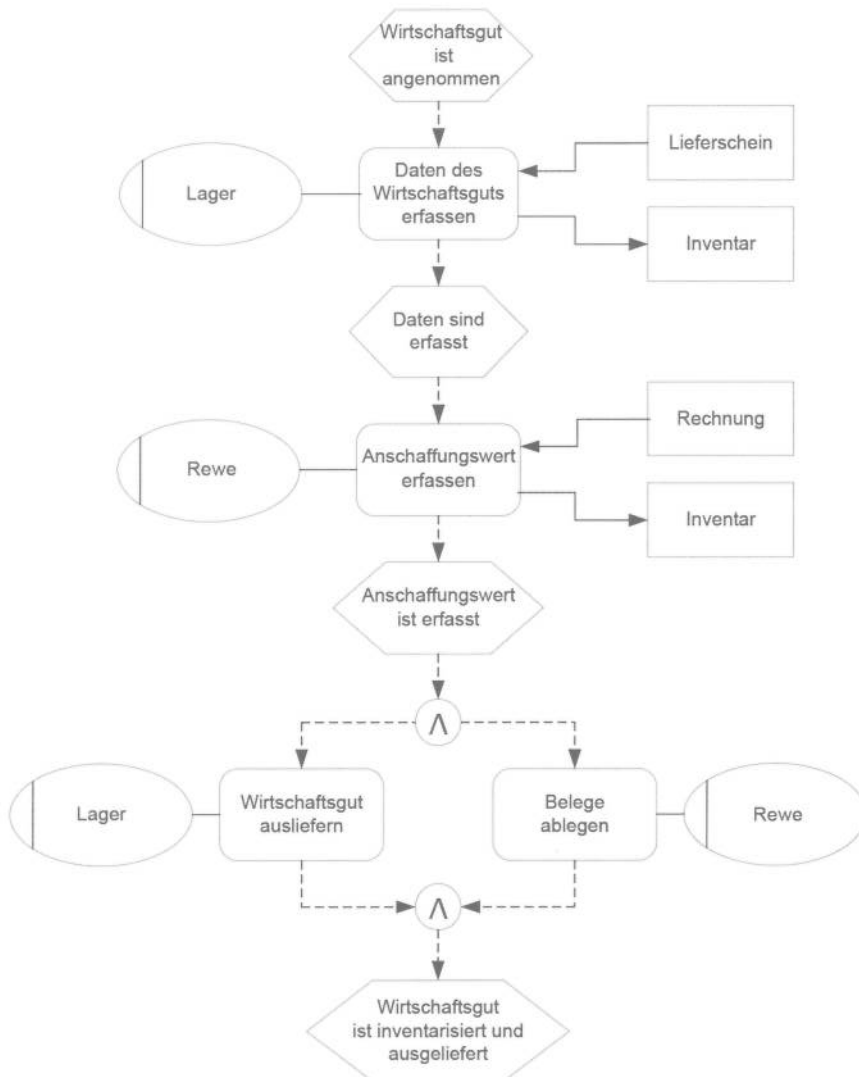 Wirtschaftsgut
ist
angenommen
Lieferschein
Lager
Daten des
Wirtschaftsguts
erfassen
Inventar
Daten sind
erfasst
Rechnung
Rewe
Anschaffungswert
erfassen
Inventar
Anschaffungswert
ist erfasst
Λ
Lager
Wirtschaftsgut
ausliefern
Belege
ablegen
Rewe
Λ
Wirtschaftsgut
ist inventarisiert und
ausgeliefert